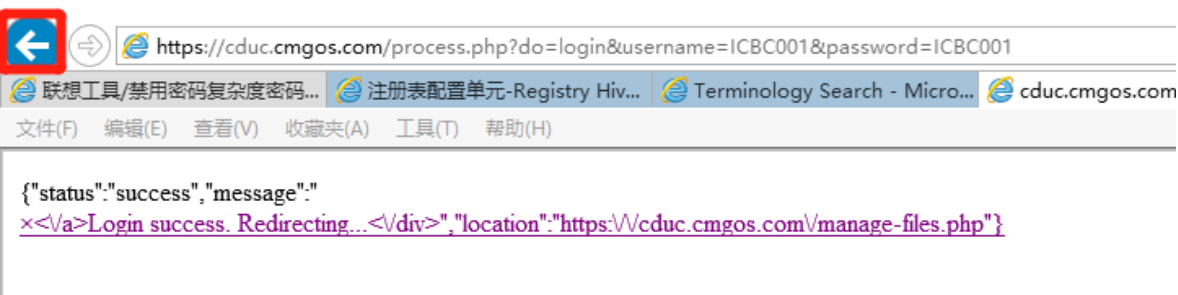 https://cduc.cmgos.com/process.php?do=login&username=ICBC001&password=ICBC001
联想工具/禁用密码复杂度密码... 注册表配置单元-Registry Hiv... Terminology Search - Micro... cduc.cmgos.com
文件(F) 编辑(E) 查看(V) 收藏夹(A) 工具(T) 帮助(H)
{"status":"success","message":"
×<\/a>Login success. Redirecting...<\/div>","location":"https:\/\/cduc.cmgos.com\/manage-files.php"}